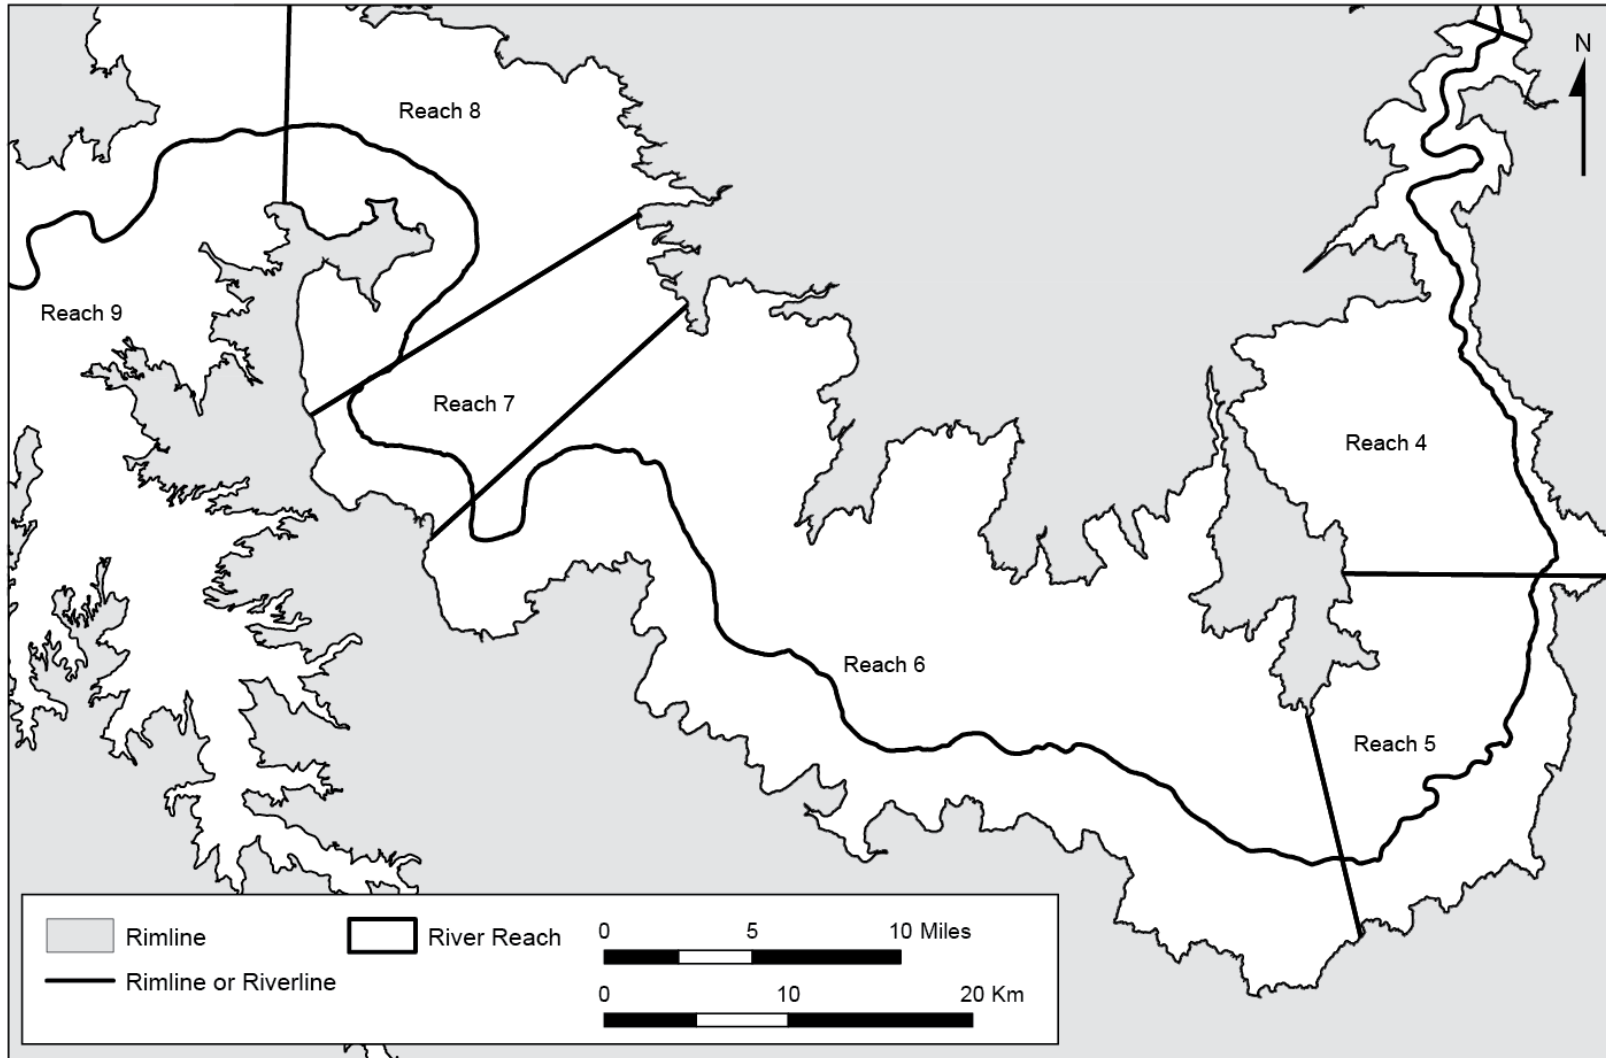 N
Reach 8
Reach 9
Reach 7
Reach 4
Reach 6
Reach 5
Rimline
River Reach
Rimline or Riverline
0 5 10 Miles
0 10 20 Km